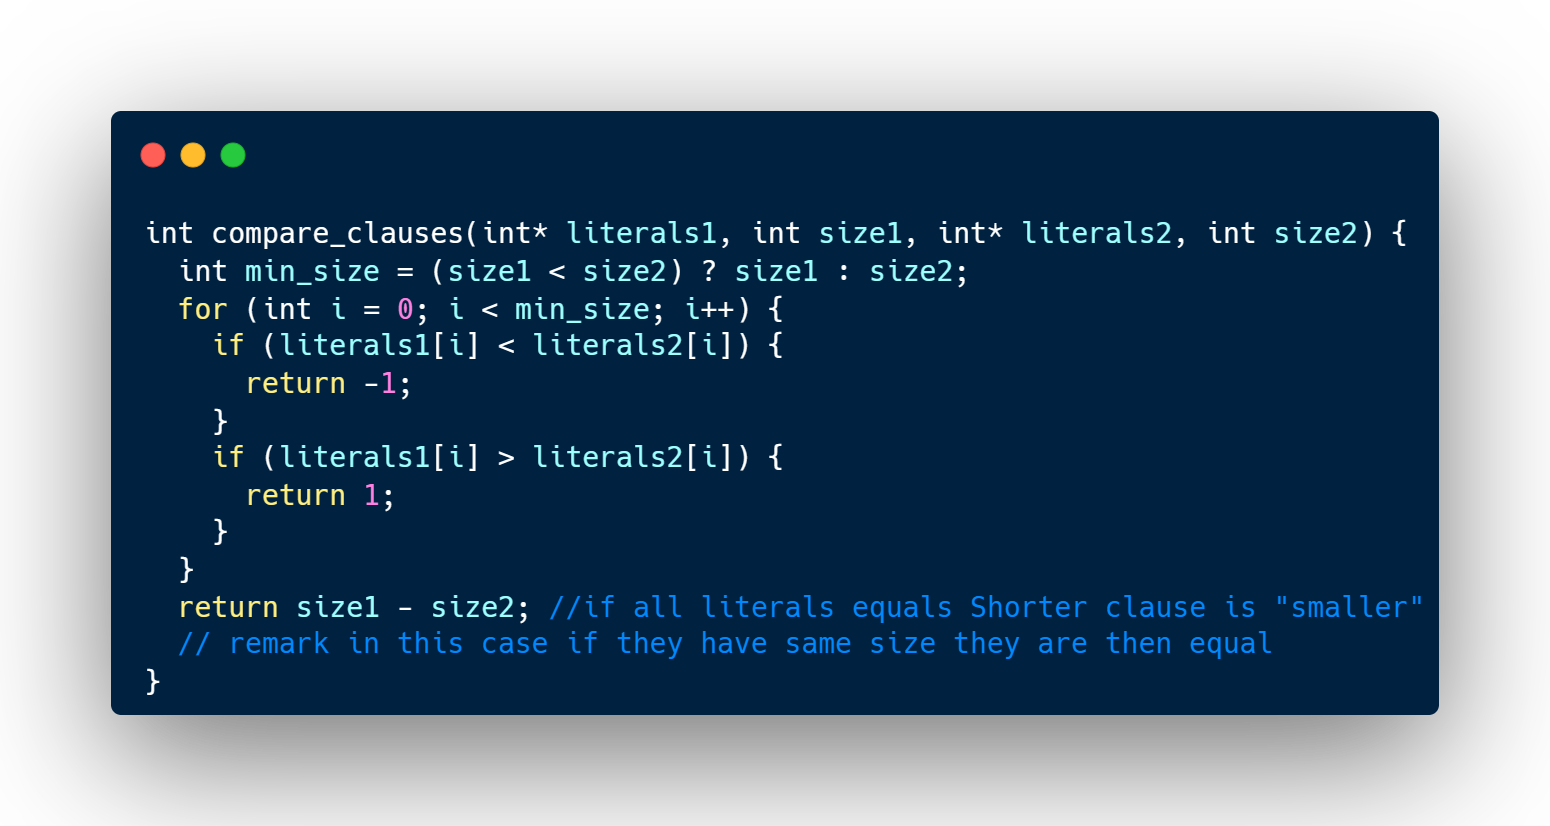 int compare_clauses(int* literals1, int size1, int* literals2, int size2) {
  int min_size = (size1 < size2) ? size1 : size2;
  for (int i = 0; i < min_size; i++) {
    if (literals1[i] < literals2[i]) {
      return -1;
    }
    if (literals1[i] > literals2[i]) {
      return 1;
    }
  }
  return size1 - size2; //if all literals equals Shorter clause is "smaller"
  // remark in this case if they have same size they are then equal
}